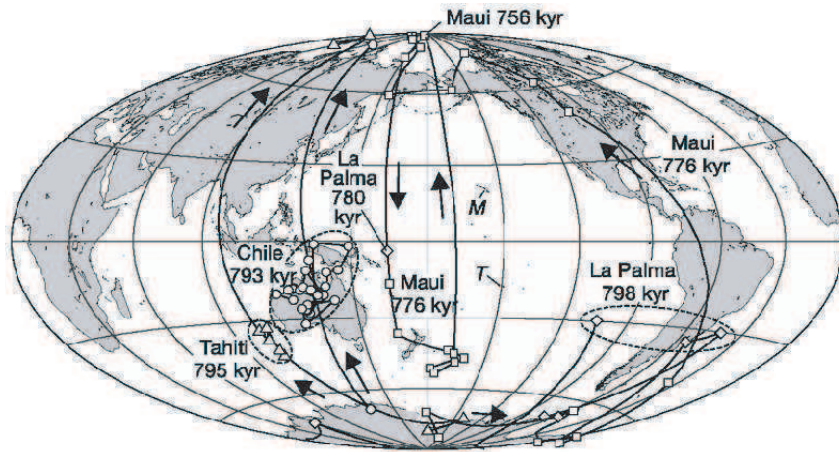 Maui 756 kyr
La
Palma
780
kyr
Maui
776 kyr
M
Chile
793 kyr
Maui
776 kyr
T
La Palma
798 kyr
Tahiti
795 kyr